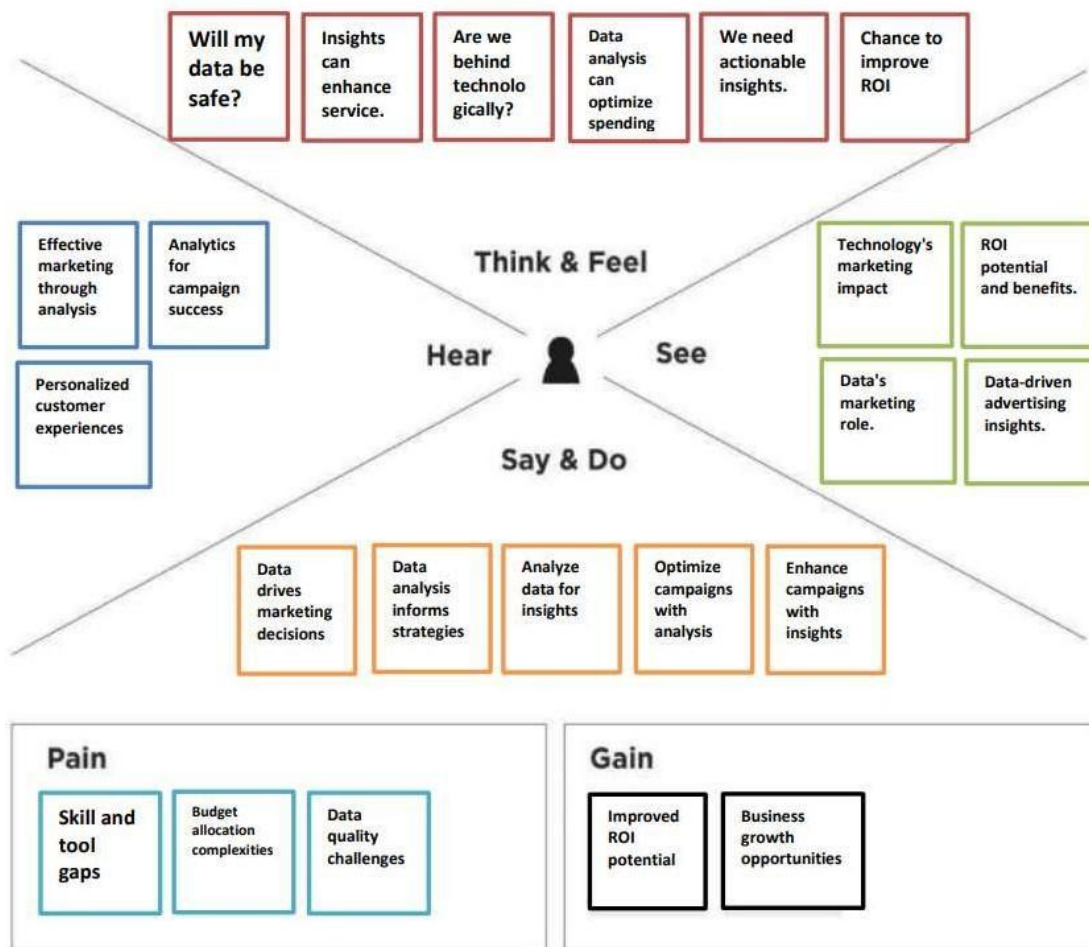 Will my
data be
safe?
Insights
can
enhance
service.
Are we
behind
technolo
gically?
Data
analysis
can
optimize
spending
We need
actionable
insights.
Chance to
improve
ROI
Effective
marketing
through
analysis
Analytics
for
campaign
success
Personalized
customer
experiences
Think & Feel
Hear
See
Say & Do
Technology's
marketing
impact
ROI
potential
and benefits.
Data's
marketing
role.
Data-driven
advertising
insights.
Data
drives
marketing
decisions
Data
analysis
informs
strategies
Analyze
data for
insights
Optimize
campaigns
with
analysis
Enhance
campaigns
with
insights
Pain
Skill and
tool
gaps
Budget
allocation
complexities
Data
quality
challenges
Gain
Improved
ROI
potential
Business
growth
opportunities